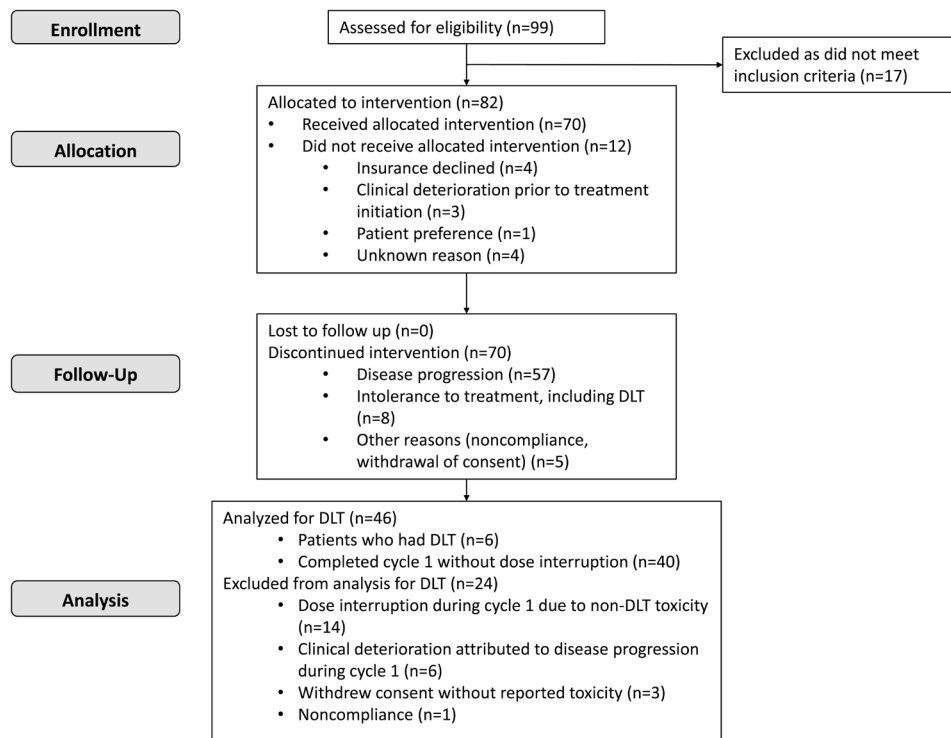 Enrollment
Assessed for eligibility (n=99)
Excluded as did not meet
inclusion criteria (n=17)
Allocation
Allocated to intervention (n=82)
• Received allocated intervention (n=70)
• Did not receive allocated intervention (n=12)
• Insurance declined (n=4)
• Clinical deterioration prior to treatment
initiation (n=3)
• Patient preference (n=1)
• Unknown reason (n=4)
Follow-Up
Lost to follow up (n=0)
Discontinued intervention (n=70)
• Disease progression (n=57)
• Intolerance to treatment, including DLT
(n=8)
• Other reasons (noncompliance,
withdrawal of consent) (n=5)
Analysis
Analyzed for DLT (n=46)
• Patients who had DLT (n=6)
• Completed cycle 1 without dose interruption (n=40)
Excluded from analysis for DLT (n=24)
• Dose interruption during cycle 1 due to non-DLT toxicity
(n=14)
• Clinical deterioration attributed to disease progression
during cycle 1 (n=6)
• Withdrew consent without reported toxicity (n=3)
• Noncompliance (n=1)